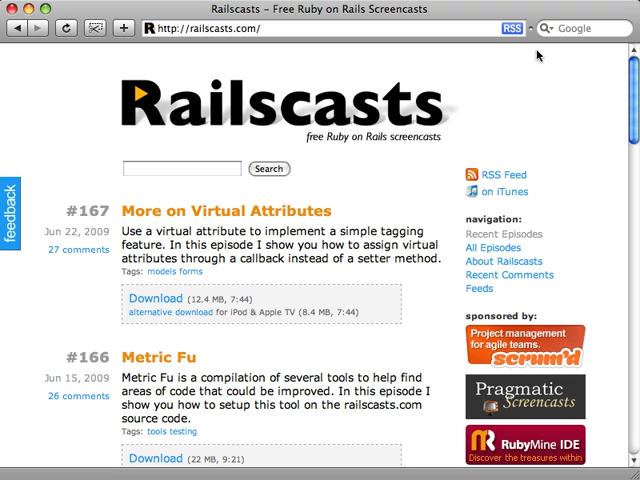 Railscasts - Free Ruby on Rails Screencasts
R http://railscasts.com/ RSS Google
Railscasts
free Ruby on Rails screencasts
Search
feedback
#167 More on Virtual Attributes
Jun 22, 2009
27 comments
Use a virtual attribute to implement a simple tagging
feature. In this episode I show you how to assign virtual
attributes through a callback instead of a setter method.
Tags: models forms
Download (12.4 MB, 7:44)
alternative download for iPod & Apple TV (8.4 MB, 7:44)
#166 Metric Fu
Jun 15, 2009
26 comments
Metric Fu is a compilation of several tools to help find
areas of code that could be improved. In this episode I
show you how to setup this tool on the railscasts.com
source code.
Tags: tools testing
Download (22 MB, 9:21)
RSS Feed
on iTunes
navigation:
Recent Episodes
All Episodes
About Railscasts
Recent Comments
Feeds
sponsored by:
Project management
for agile teams.
scrum'd
Pragmatic
Screencasts
RubyMine IDE
Discover the treasures within